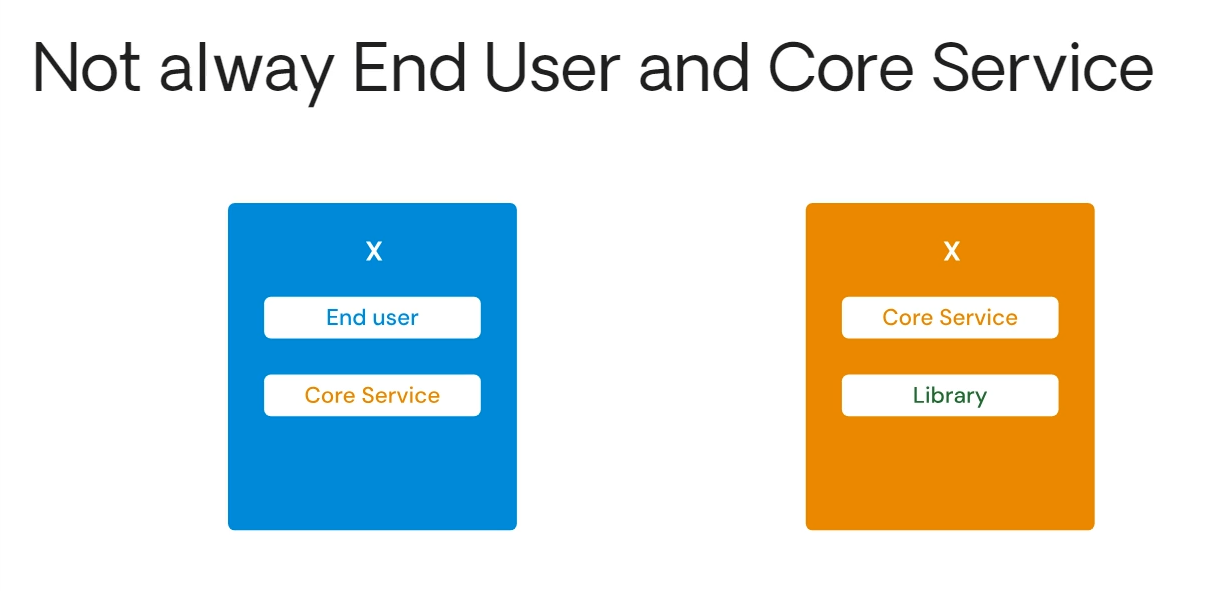 Not alway End User and Core Service
X
End user
Core Service
X
Core Service
Library